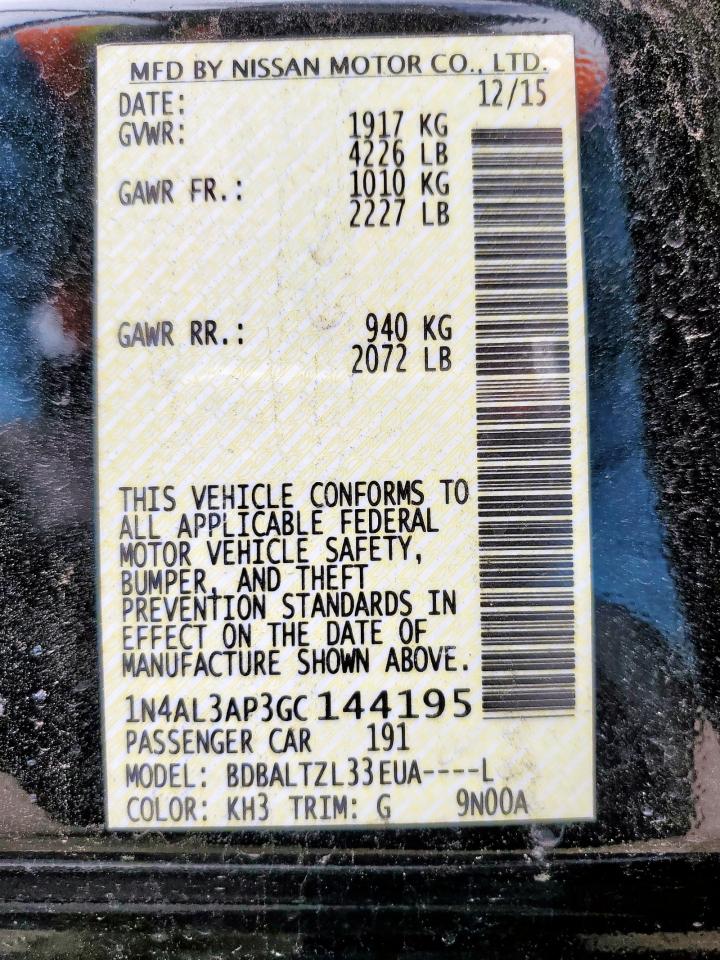 MFD BY NISSAN MOTOR CO., LTD.
DATE: 12/15
GVWR: 1917 KG
4226 LB
GAWR FR.: 1010 KG
2227 LB
GAWR RR.: 940 KG
2072 LB
THIS VEHICLE CONFORMS TO
ALL APPLICABLE FEDERAL
MOTOR VEHICLE SAFETY,
BUMPER, AND THEFT
PREVENTION STANDARDS IN
EFFECT ON THE DATE OF
MANUFACTURE SHOWN ABOVE.
1N4AL3AP3GC144195
PASSENGER CAR 191
MODEL: BDBALTZL33EUA----L
COLOR: KH3 TRIM: G 9N00A